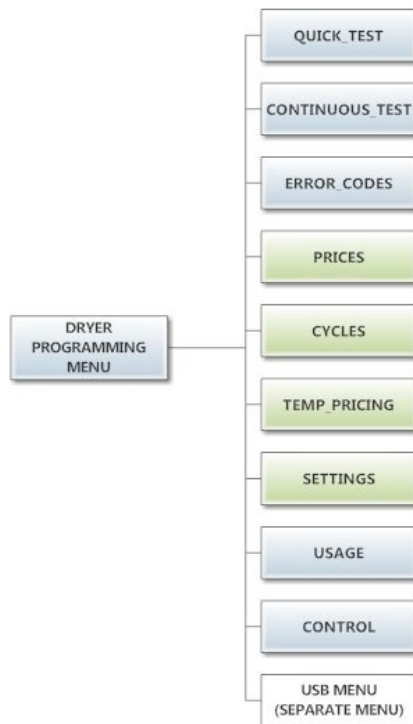 QUICK_TEST
CONTINUOUS_TEST
ERROR_CODES
PRICES
DRYER
PROGRAMMING
MENU
CYCLES
TEMP_PRICING
SETTINGS
USAGE
CONTROL
USB MENU
(SEPARATE MENU)